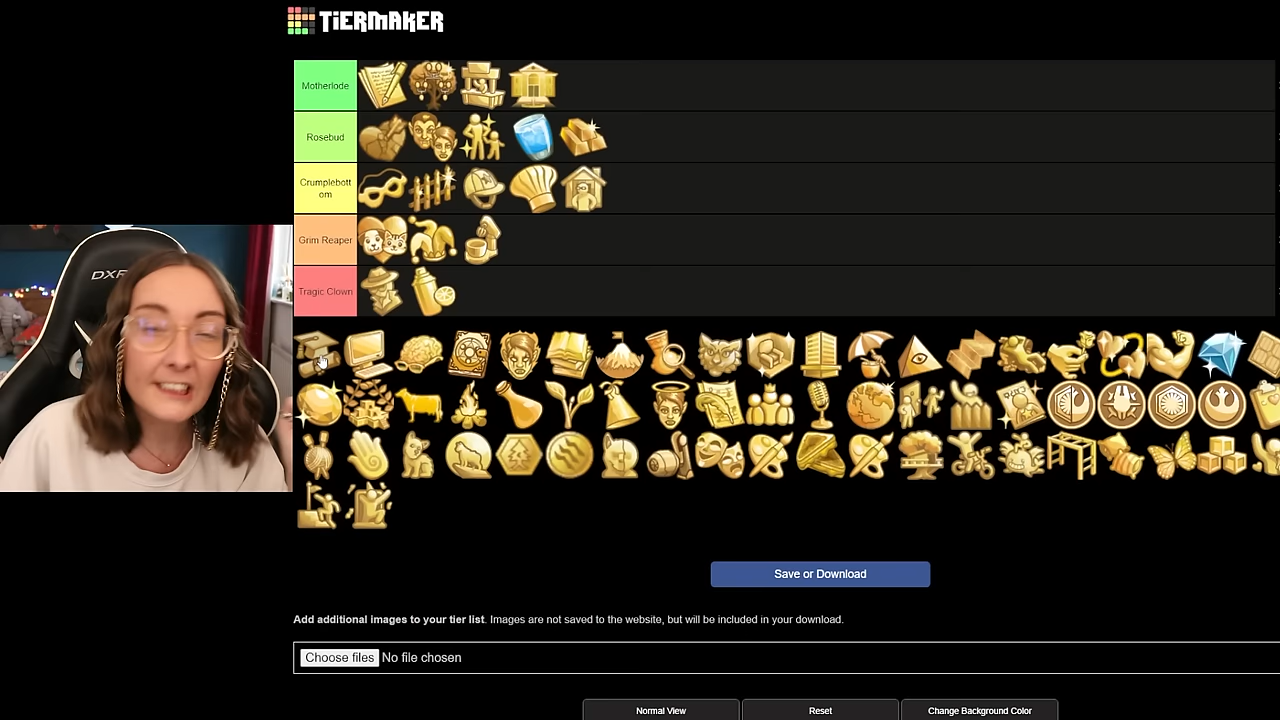 TiERMAKER
Motherlode
Rosebud
Crumplebott
om
Grim Reaper
Tragic Clown
DXR
Save or Download
Add additional images to your tier list. Images are not saved to the website, but will be included in your download.
Choose files No file chosen
Normal View
Reset
Change Background Color